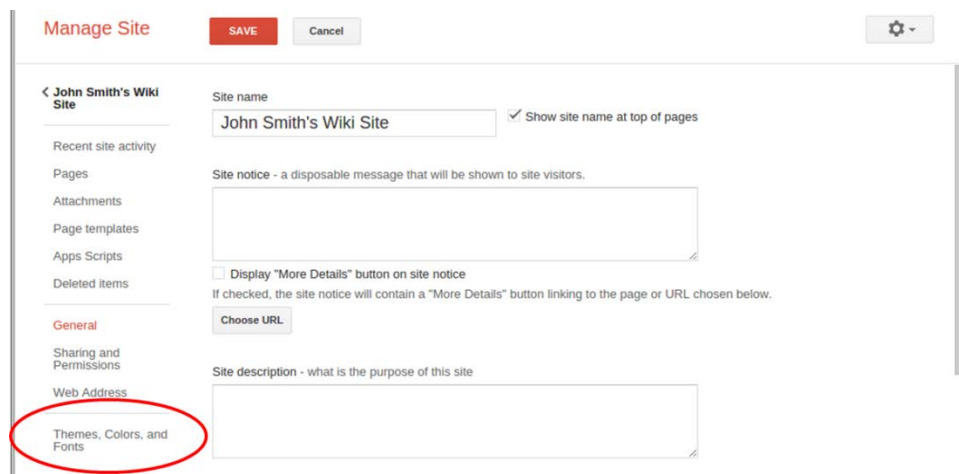 Manage Site
SAVE
Cancel
John Smith's Wiki
Site
Recent site activity
Pages
Attachments
Page templates
Apps Scripts
Deleted items
General
Sharing and
Permissions
Web Address
Themes, Colors, and
Fonts
Site name
John Smith's Wiki Site
Show site name at top of pages
Site notice - a disposable message that will be shown to site visitors.
Display "More Details" button on site notice
If checked, the site notice will contain a "More Details" button linking to the page or URL chosen below.
Choose URL
Site description - what is the purpose of this site